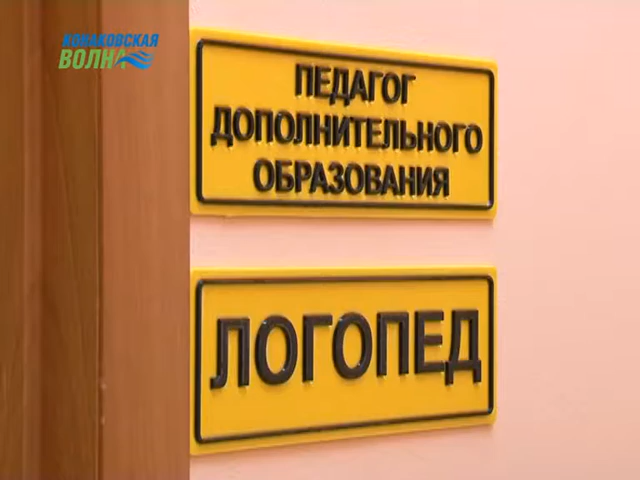 КОНАКОВСКАЯ
ВОЛНА
ПЕДАГОГ
ДОПОЛНИТЕЛЬНОГО
ОБРАЗОВАНИЯ
ЛОГОПЕД